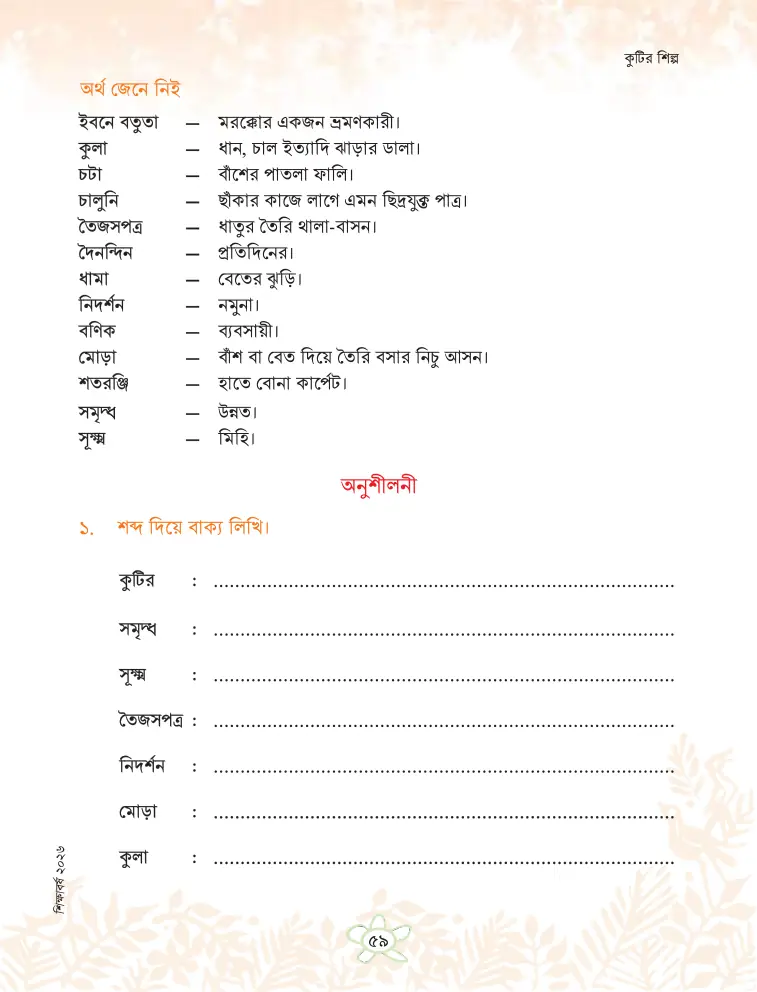 কুটির শিল্প
অর্থ জেনে নিই
ইবনে বতুতা — মরক্কোর একজন ভ্রমণকারী।
কুলা — ধান, চাল ইত্যাদি ঝাড়ার ডালা।
চটা — বাঁশের পাতলা ফালি।
চালুনি — ছাঁকার কাজে লাগে এমন ছিদ্রযুক্ত পাত্র।
তৈজসপত্র — ধাতুর তৈরি থালা-বাসন।
দৈনন্দিন — প্রতিদিনের।
ধামা — বেতের ঝুড়ি।
নিদর্শন — নমুনা।
বণিক — ব্যবসায়ী।
মোড়া — বাঁশ বা বেত দিয়ে তৈরি বসার নিচু আসন।
শতরঞ্জি — হাতে বোনা কার্পেট।
সমৃদ্ধ — উন্নত।
সূক্ষ্ম — মিহি।
অনুশীলনী
১. শব্দ দিয়ে বাক্য লিখি।
কুটির : ......................................................................................
সমৃদ্ধ : ......................................................................................
সূক্ষ্ম : ......................................................................................
তৈজসপত্র : ......................................................................................
নিদর্শন : ......................................................................................
মোড়া : ......................................................................................
কুলা : ......................................................................................
শিক্ষাবর্ষ ২০২৬
৫৯